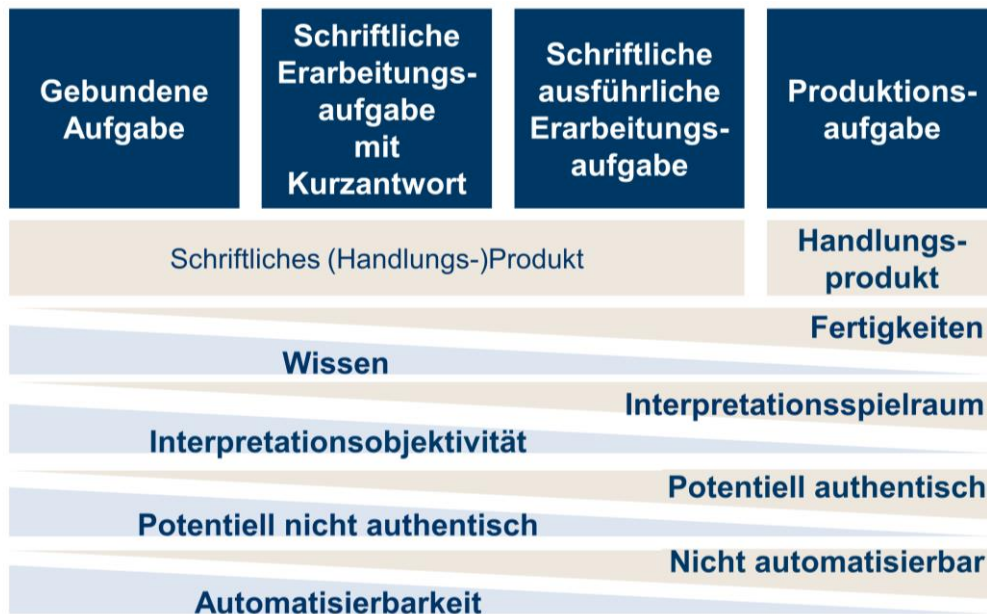 Gebundene
Aufgabe
Schriftliche
Erarbeitungs-
aufgabe
mit
Kurzantwort
Schriftliche
ausführliche
Erarbeitungs-
aufgabe
Produktions-
aufgabe
Schriftliches (Handlungs-)Produkt
Handlungs-
produkt
Fertigkeiten
Wissen
Interpretationsspielraum
Interpretationsobjektivität
Potentiell authentisch
Potentiell nicht authentisch
Nicht automatisierbar
Automatisierbarkeit